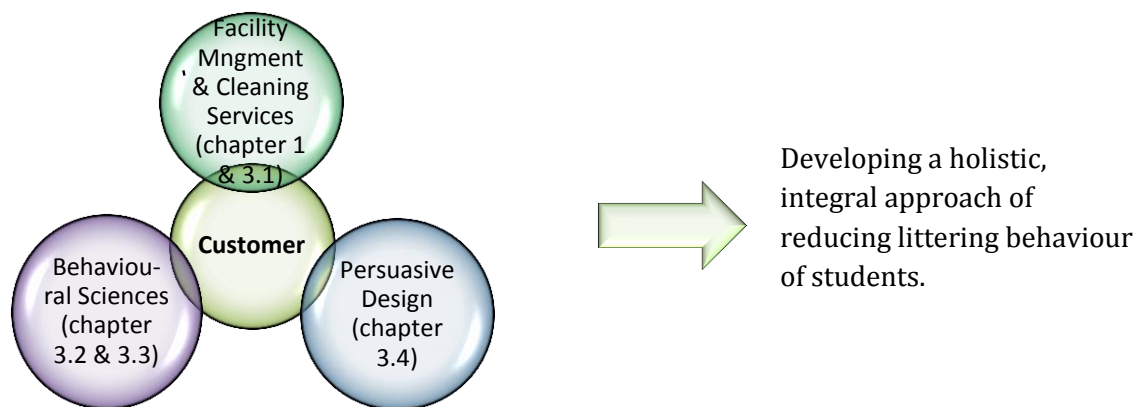 Facility
Mngment
& Cleaning
Services
(chapter 1
& 3.1)
Customer
Behaviou-
ral Sciences
(chapter
3.2 & 3.3)
Persuasive
Design
(chapter
3.4)
Developing a holistic,
integral approach of
reducing littering behaviour
of students.